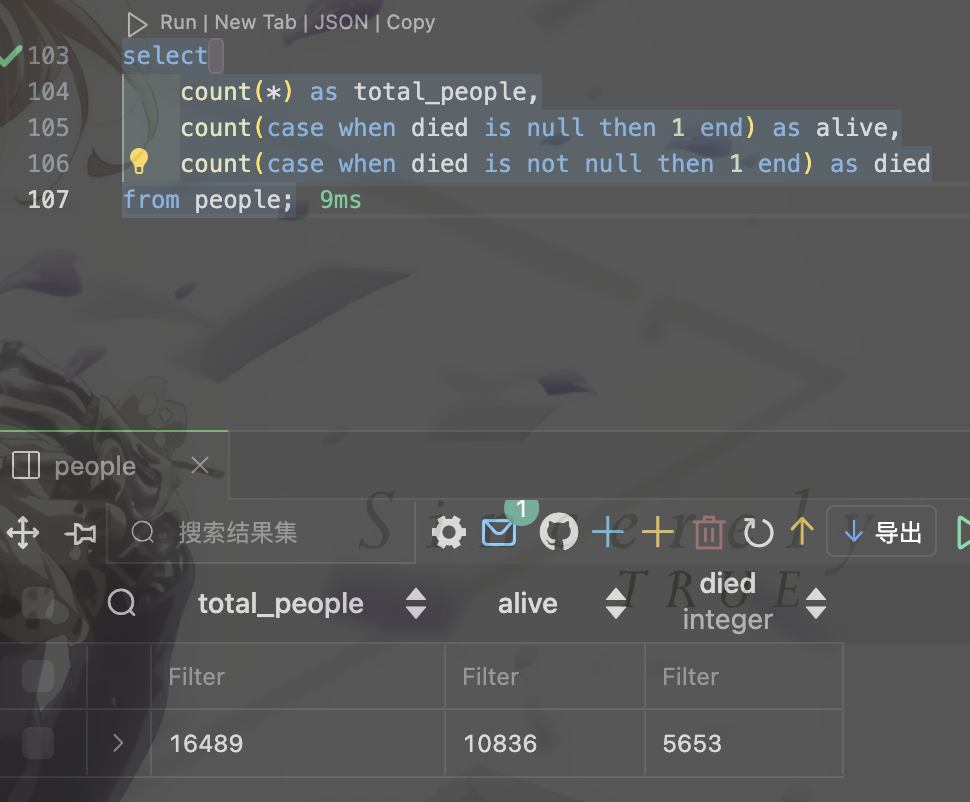 Run | New Tab | JSON | Copy
103 select
104 count(*) as total_people,
105 count(case when died is null then 1 end) as alive,
106 count(case when died is not null then 1 end) as died
107 from people; 9ms
people
搜索结果集 1 导出
Sincerely
TRUE
total_people alive died
integer
Filter Filter Filter
16489 10836 5653